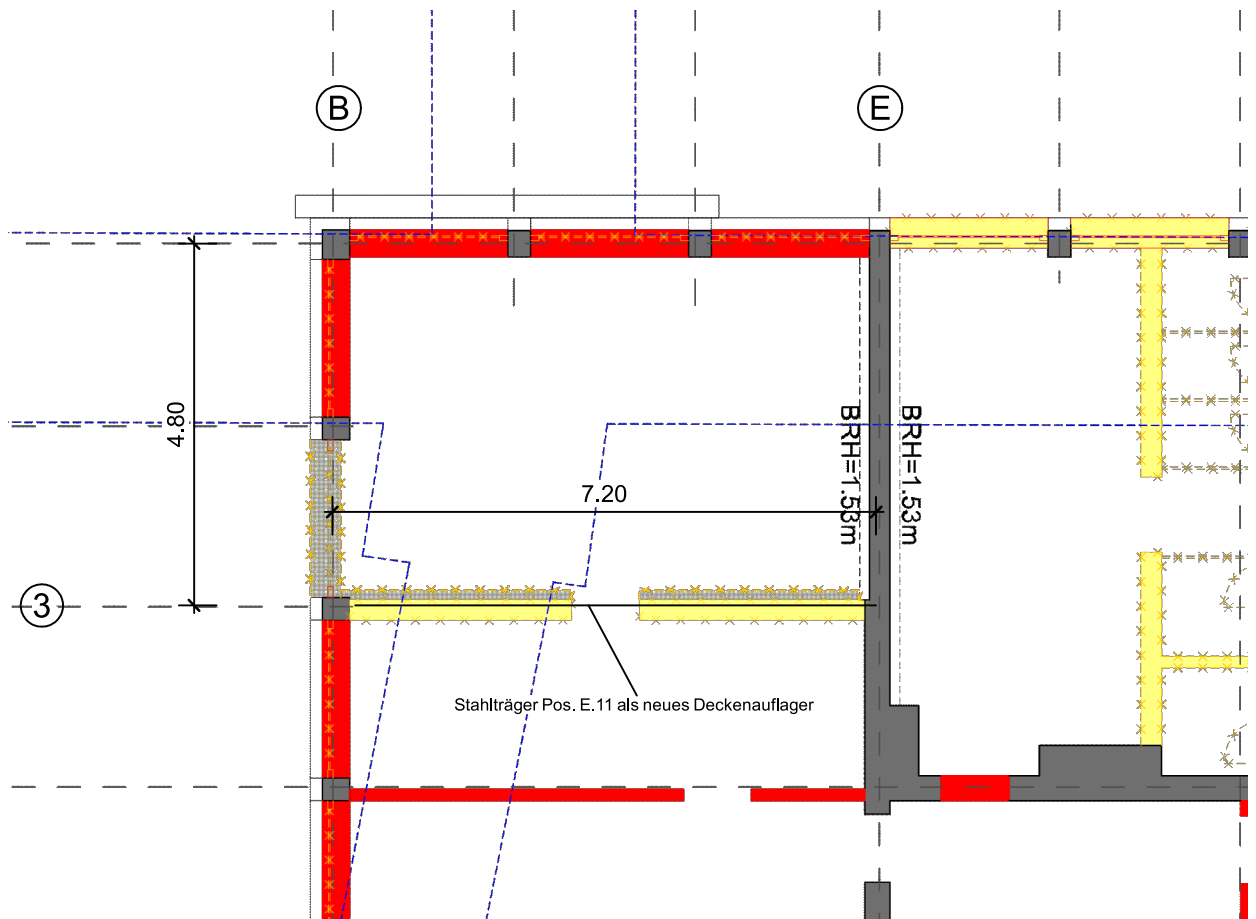 B
E
4.80
BRH=1.53m
BRH=1.53m
7.20
3
Stahlträger Pos. E.11 als neues Deckenauflager